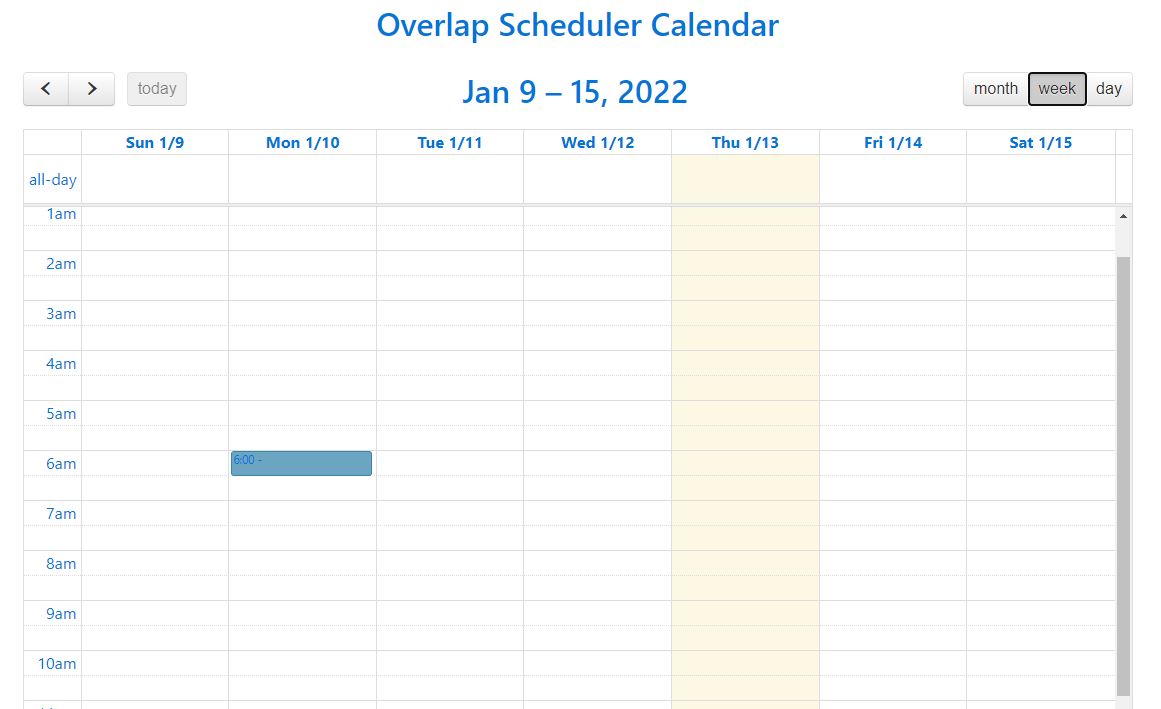 Overlap Scheduler Calendar
today
Jan 9 – 15, 2022
month week day
Sun 1/9 Mon 1/10 Tue 1/11 Wed 1/12 Thu 1/13 Fri 1/14 Sat 1/15
all-day
1am
2am
3am
4am
5am
6am 6:00 -
7am
8am
9am
10am